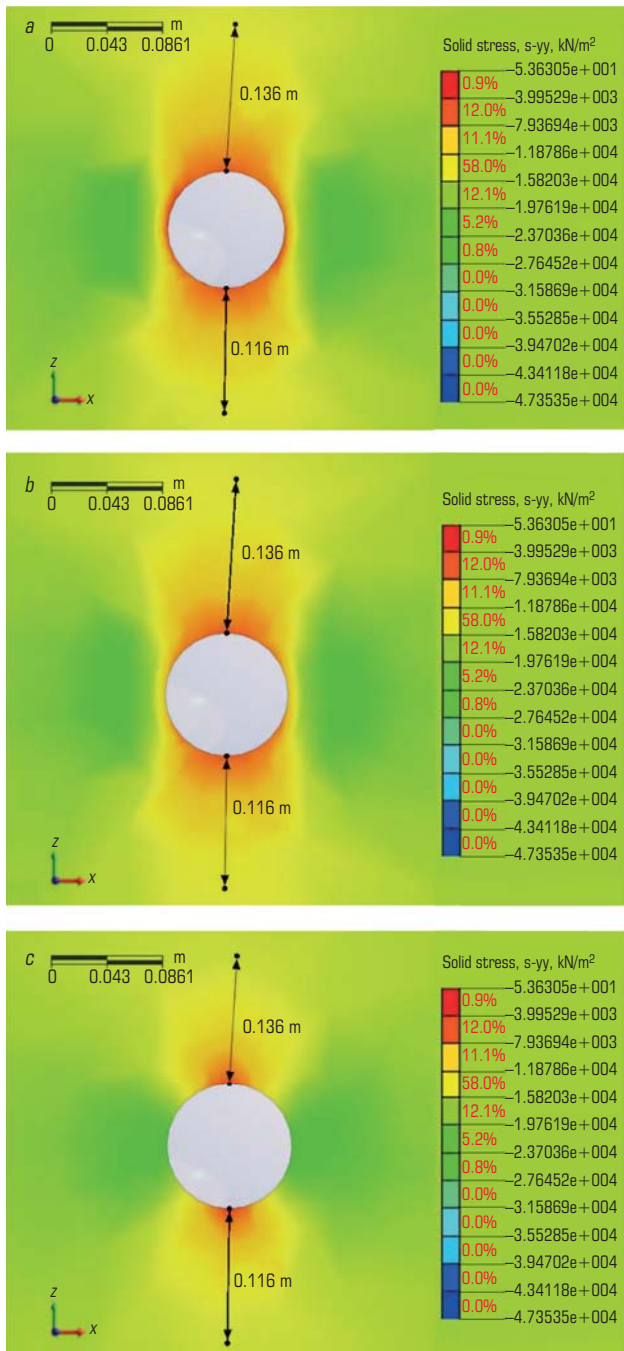 a
m
0 0.043 0.0861
0.136 m
0.116 m
z
x
Solid stress, s-yy, kN/m²
–5.36305e+001
0.9%
–3.99529e+003
12.0%
–7.93694e+003
11.1%
–1.18786e+004
58.0%
–1.58203e+004
12.1%
–1.97619e+004
5.2%
–2.37036e+004
0.8%
–2.76452e+004
0.0%
–3.15869e+004
0.0%
–3.55285e+004
0.0%
–3.94702e+004
0.0%
–4.34118e+004
0.0%
–4.73535e+004
b
m
0 0.043 0.0861
0.136 m
0.116 m
z
x
Solid stress, s-yy, kN/m²
–5.36305e+001
0.9%
–3.99529e+003
12.0%
–7.93694e+003
11.1%
–1.18786e+004
58.0%
–1.58203e+004
12.1%
–1.97619e+004
5.2%
–2.37036e+004
0.8%
–2.76452e+004
0.0%
–3.15869e+004
0.0%
–3.55285e+004
0.0%
–3.94702e+004
0.0%
–4.34118e+004
0.0%
–4.73535e+004
c
m
0 0.043 0.0861
0.136 m
0.116 m
z
x
Solid stress, s-yy, kN/m²
–5.36305e+001
0.9%
–3.99529e+003
12.0%
–7.93694e+003
11.1%
–1.18786e+004
58.0%
–1.58203e+004
12.1%
–1.97619e+004
5.2%
–2.37036e+004
0.8%
–2.76452e+004
0.0%
–3.15869e+004
0.0%
–3.55285e+004
0.0%
–3.94702e+004
0.0%
–4.34118e+004
0.0%
–4.73535e+004